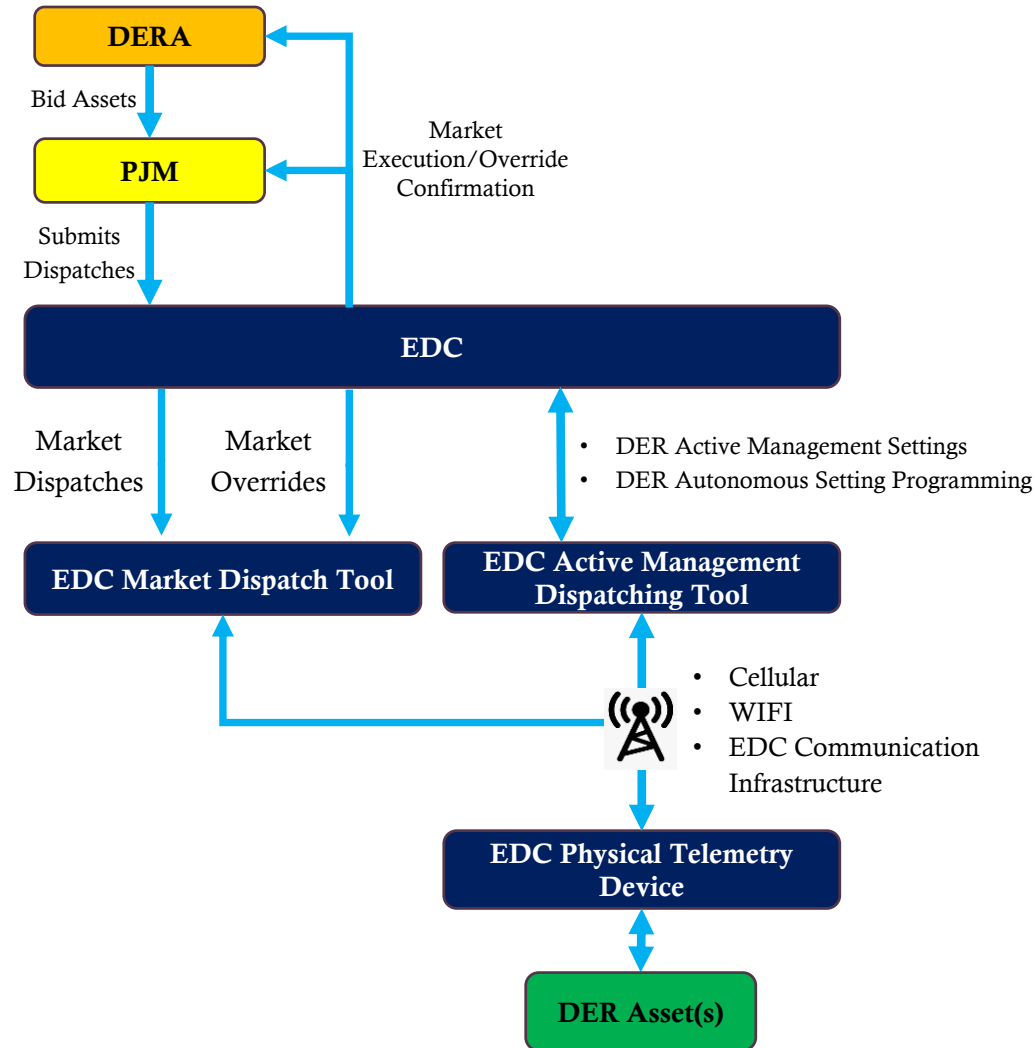 DERA
Bid Assets
Market
Execution/Override
Confirmation
PJM
Submits
Dispatches
EDC
Market
Dispatches
Market
Overrides
• DER Active Management Settings
• DER Autonomous Setting Programming
EDC Market Dispatch Tool
EDC Active Management
Dispatching Tool
• Cellular
• WIFI
• EDC Communication
Infrastructure
EDC Physical Telemetry
Device
DER Asset(s)